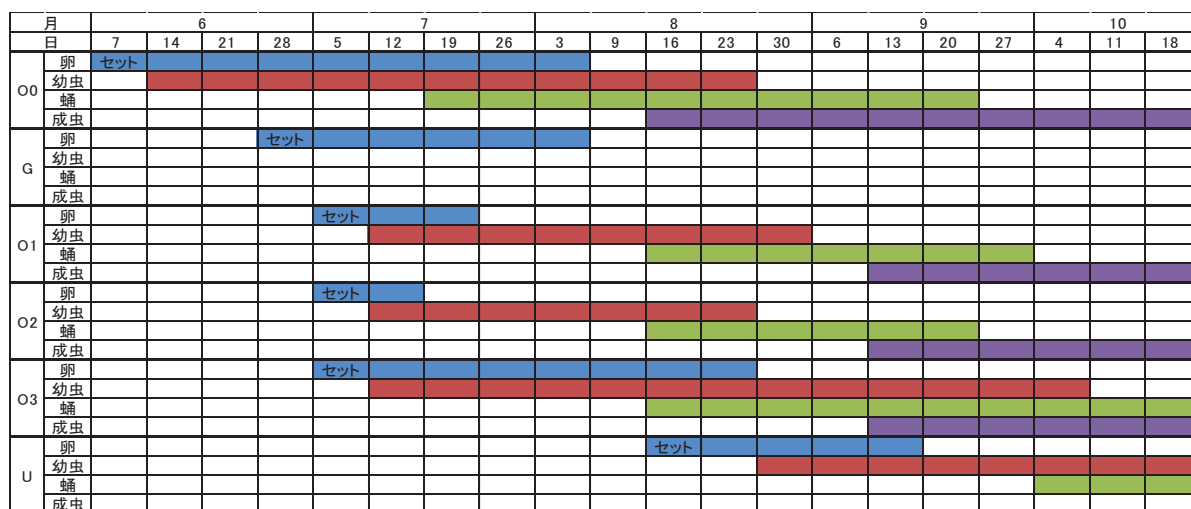 月 6 7 8 9 10
日 7 14 21 28 5 12 19 26 3 9 16 23 30 6 13 20 27 4 11 18
O0 卵 セット
幼虫
蛹
成虫
G 卵 セット
幼虫
蛹
成虫
O1 卵 セット
幼虫
蛹
成虫
O2 卵 セット
幼虫
蛹
成虫
O3 卵 セット
幼虫
蛹
成虫
U 卵 セット
幼虫
蛹
成虫